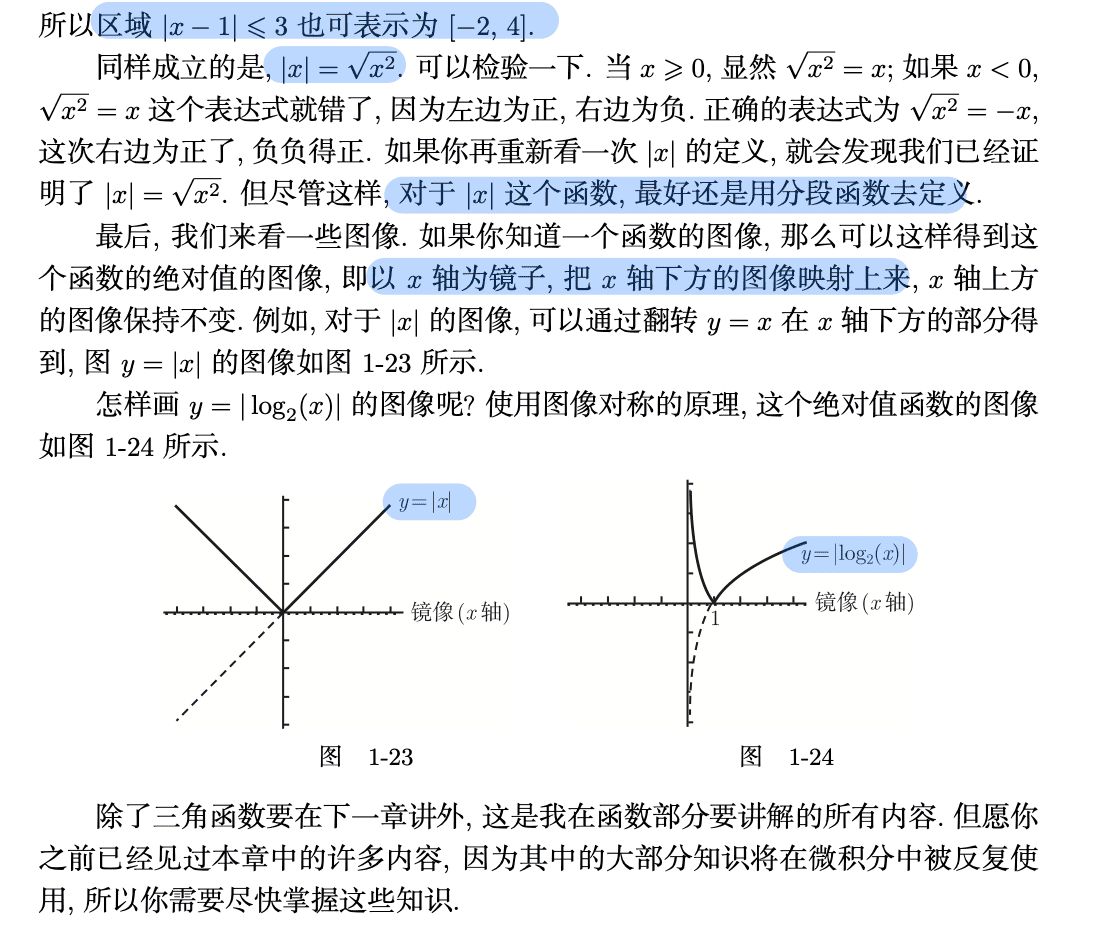 所以区域 |x − 1| ⩽ 3 也可表示为 [−2, 4].
同样成立的是, |x| = √x². 可以检验一下. 当 x ⩾ 0, 显然 √x² = x; 如果 x < 0,
√x² = x 这个表达式就错了, 因为左边为正, 右边为负. 正确的表达式为 √x² = −x,
这次右边为正了, 负负得正. 如果你再重新看一次 |x| 的定义, 就会发现我们已经证
明了 |x| = √x². 但尽管这样, 对于 |x| 这个函数, 最好还是用分段函数去定义.
最后, 我们来看一些图像. 如果你知道一个函数的图像, 那么可以这样得到这
个函数的绝对值的图像, 即以 x 轴为镜子, 把 x 轴下方的图像映射上来, x 轴上方
的图像保持不变. 例如, 对于 |x| 的图像, 可以通过翻转 y = x 在 x 轴下方的部分得
到, 图 y = |x| 的图像如图 1-23 所示.
怎样画 y = | log₂(x)| 的图像呢? 使用图像对称的原理, 这个绝对值函数的图像
如图 1-24 所示.
y=|x|
镜像(x轴)
图 1-23
y=|log₂(x)|
镜像(x轴)
1
图 1-24
除了三角函数要在下一章讲外, 这是我在函数部分要讲解的所有内容. 但愿你
之前已经见过本章中的许多内容, 因为其中的大部分知识将在微积分中被反复使
用, 所以你需要尽快掌握这些知识.